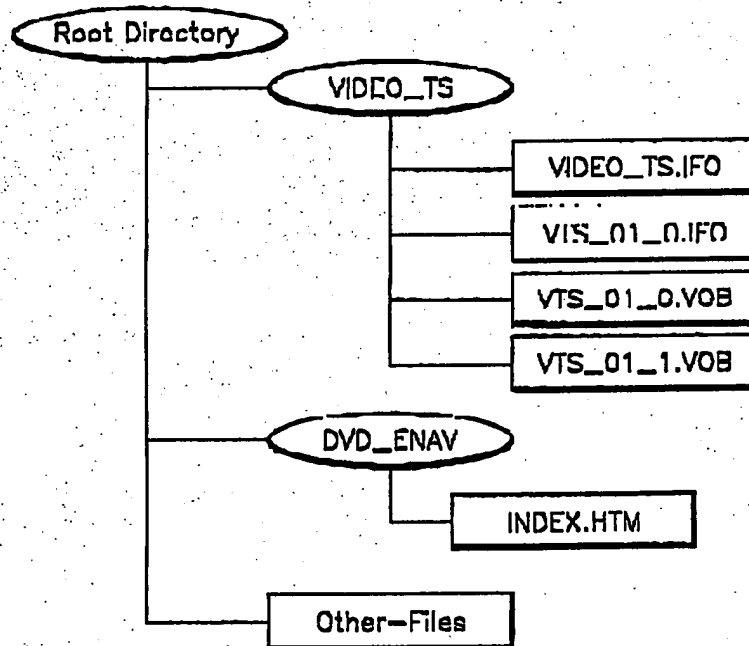 Root Directory
VIDEO_TS
VIDEO_TS.IFO
VTS_01_0.IFO
VTS_01_0.VOB
VTS_01_1.VOB
DVD_ENAV
INDEX.HTM
Other-Files